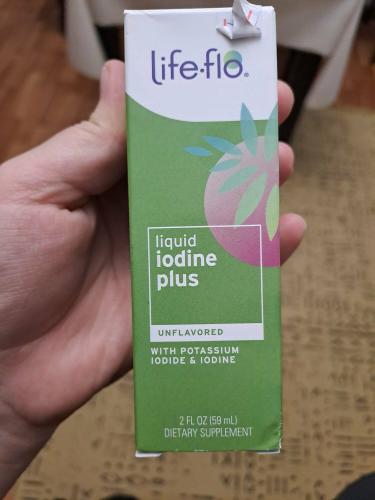 life·flo®
liquid
iodine
plus
UNFLAVORED
WITH POTASSIUM
IODIDE & IODINE
2 FL OZ (59 mL)
DIETARY SUPPLEMENT